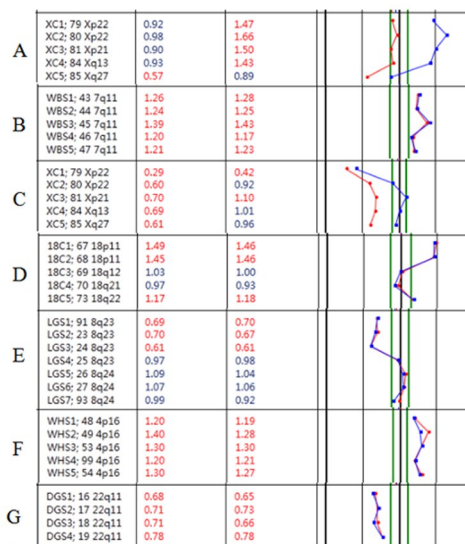 A
XC1; 79 Xp22 0.92 1.47
XC2; 80 Xp22 0.98 1.66
XC3; 81 Xp21 0.90 1.50
XC4; 84 Xq13 0.93 1.43
XC5; 85 Xq27 0.57 0.89
B
WBS1; 43 7q11 1.26 1.28
WBS2; 44 7q11 1.24 1.25
WBS3; 45 7q11 1.39 1.43
WBS4; 46 7q11 1.20 1.17
WBS5; 47 7q11 1.21 1.23
C
XC1; 79 Xp22 0.29 0.42
XC2; 80 Xp22 0.60 0.92
XC3; 81 Xp21 0.70 1.10
XC4; 84 Xq13 0.69 1.01
XC5; 85 Xq27 0.61 0.96
D
18C1; 67 18p11 1.49 1.46
18C2; 68 18p11 1.45 1.46
18C3; 69 18q12 1.03 1.00
18C4; 70 18q21 0.97 0.93
18C5; 73 18q22 1.17 1.18
E
LGS1; 91 8q23 0.69 0.70
LGS2; 23 8q23 0.70 0.67
LGS3; 24 8q23 0.61 0.61
LGS4; 25 8q23 0.97 0.98
LGS5; 26 8q24 1.09 1.04
LGS6; 27 8q24 1.07 1.06
LGS7; 93 8q24 0.99 0.92
F
WHS1; 48 4p16 1.20 1.19
WHS2; 49 4p16 1.40 1.28
WHS3; 53 4p16 1.30 1.30
WHS4; 99 4p16 1.20 1.21
WHS5; 54 4p16 1.30 1.27
G
DGS1; 16 22q11 0.68 0.65
DGS2; 17 22q11 0.71 0.73
DGS3; 18 22q11 0.71 0.66
DGS4; 19 22q11 0.78 0.78